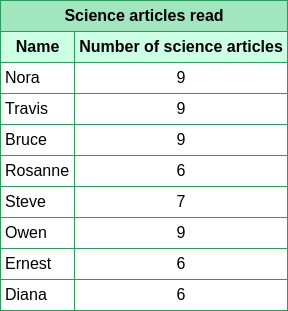 Science articles read
Name Number of science articles
Nora 9
Travis 9
Bruce 9
Rosanne 6
Steve 7
Owen 9
Ernest 6
Diana 6